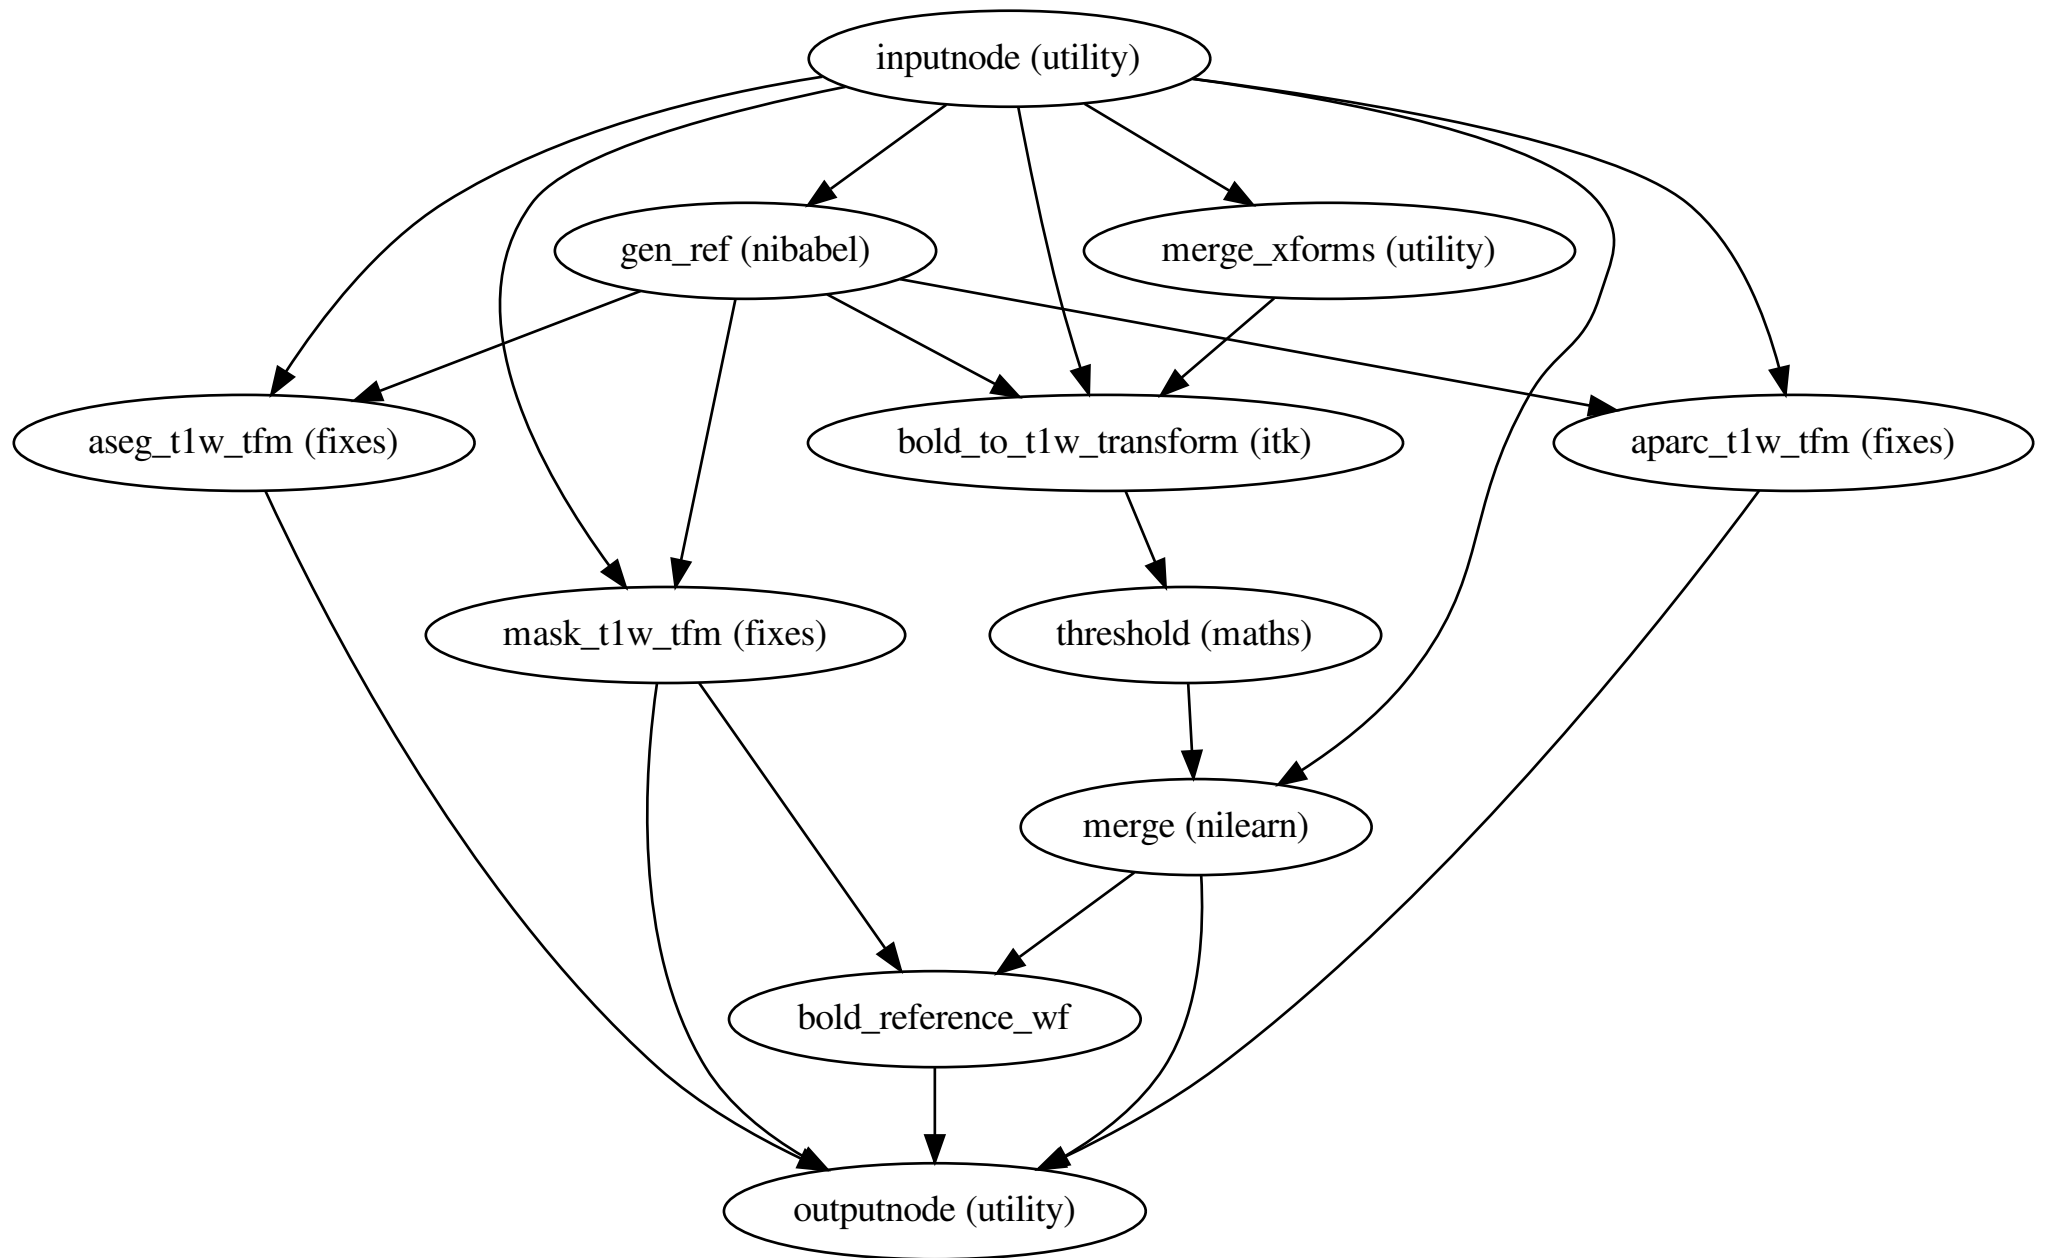 inputnode (utility)
gen_ref (nibabel)
merge_xforms (utility)
aseg_t1w_tfm (fixes)
bold_to_t1w_transform (itk)
aparc_t1w_tfm (fixes)
mask_t1w_tfm (fixes)
threshold (maths)
merge (nilearn)
bold_reference_wf
outputnode (utility)